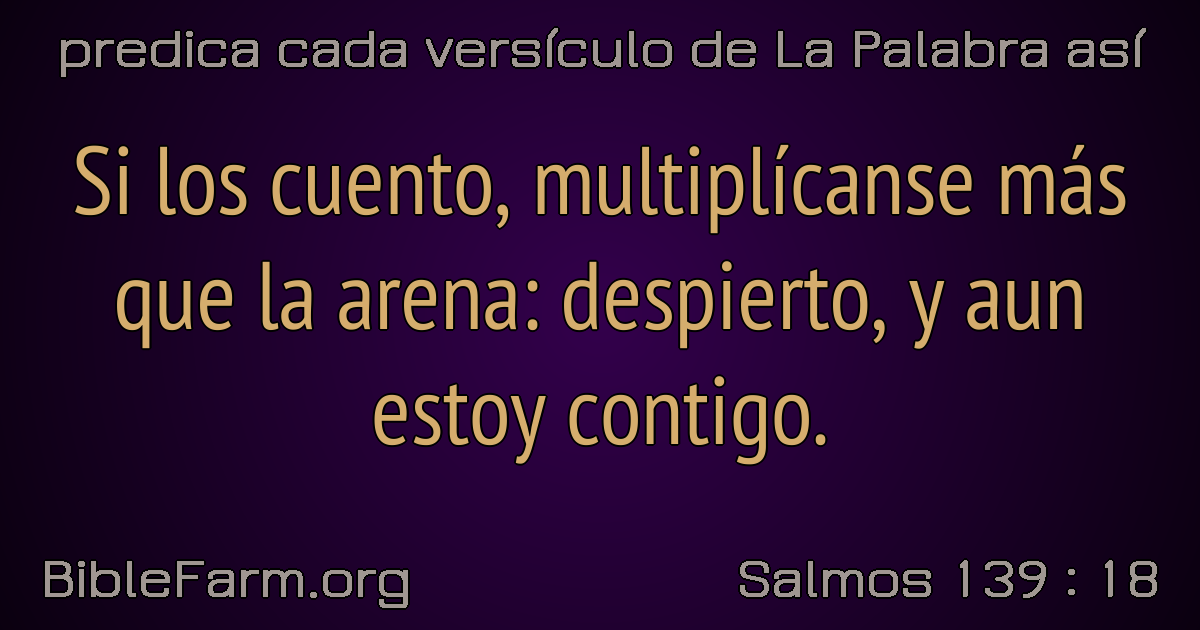 predica cada versículo de La Palabra así
Si los cuento, multiplícanse más
que la arena: despierto, y aun
estoy contigo.
BibleFarm.org
Salmos 139 : 18